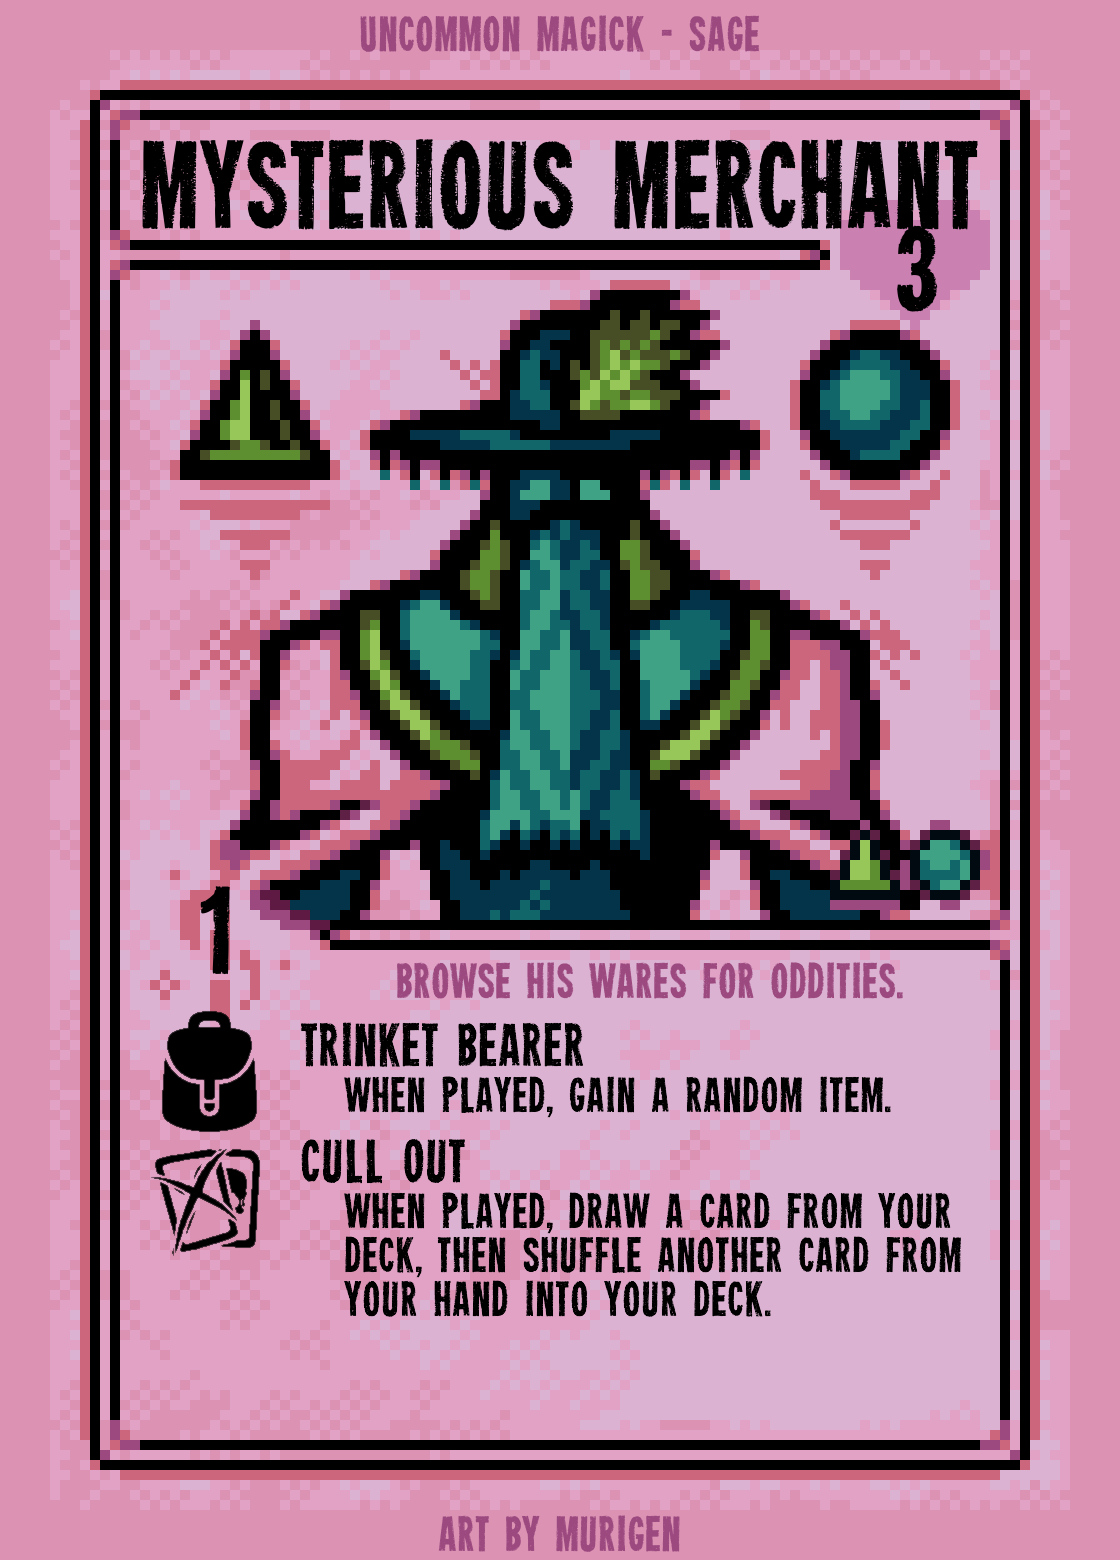 UNCOMMON MAGICK - SAGE
MYSTERIOUS MERCHANT
3
1
BROWSE HIS WARES FOR ODDITIES.
TRINKET BEARER
WHEN PLAYED, GAIN A RANDOM ITEM.
CULL OUT
WHEN PLAYED, DRAW A CARD FROM YOUR
DECK, THEN SHUFFLE ANOTHER CARD FROM
YOUR HAND INTO YOUR DECK.
ART BY MURIGEN